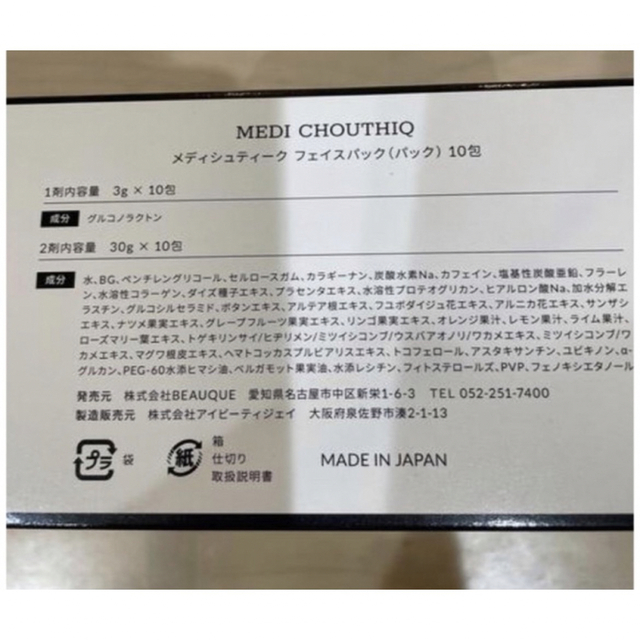 MEDI CHOUTHIQ
メディシュティーク フェイスパック(パック) 10包
1剤内容量 3g × 10包
成分 グルコノラクトン
2剤内容量 30g × 10包
成分 水、BG、ペンチレングリコール、セルロースガム、カラギーナン、炭酸水素Na、カフェイン、塩基性炭酸亜鉛、フラーレ
ン、水溶性コラーゲン、ダイズ種子エキス、プラセンタエキス、水溶性プロテオグリカン、ヒアルロン酸Na、加水分解エ
ラスチン、グルコシルセラミド、ボタンエキス、アルテア根エキス、フユボダイジュ花エキス、アルニカ花エキス、サンザシ
エキス、ナツメ果実エキス、グレープフルーツ果実エキス、リンゴ果実エキス、オレンジ果汁、レモン果汁、ライム果汁、
ローズマリー葉エキス、トゲキリンサイ/ヒヂリメン/ミツイシコンブ/ウスバアオノリ/ワカメエキス、ミツイシコンブ/ワ
カメエキス、マグワ根皮エキス、ヘマトコッカスプルビアリスエキス、トコフェロール、アスタキサンチン、ユビキノン、α-
グルカン、PEG-60水添ヒマシ油、ベルガモット果実油、水添レシチン、フィトステロールズ、PVP、フェノキシエタノール
発売元 株式会社BEAUQUE 愛知県名古屋市中区新栄1-6-3 TEL 052-251-7400
製造販売元 株式会社アイビーティジェイ 大阪府泉佐野市湊2-1-13
プラ 袋
紙 箱
仕切り
取扱説明書
MADE IN JAPAN